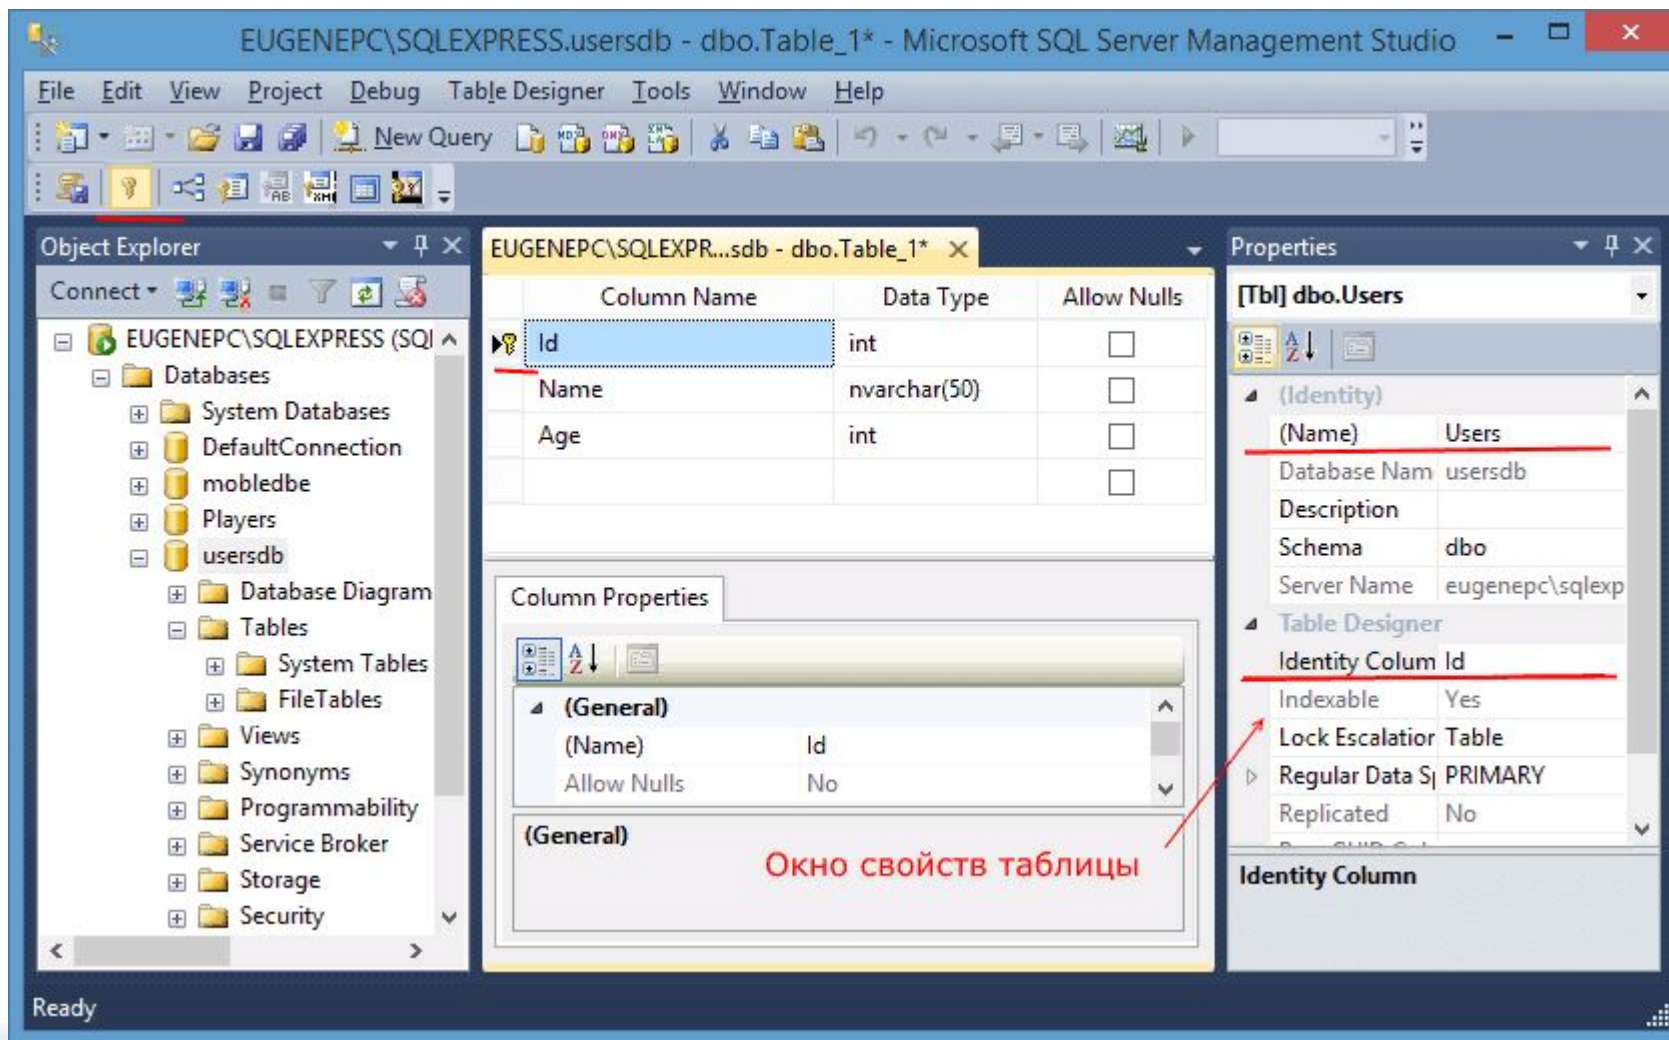 EUGENEPC\SQLEXPRESS.usersdb - dbo.Table_1* - Microsoft SQL Server Management Studio
File Edit View Project Debug Table Designer Tools Window Help
New Query
Object Explorer
Connect
EUGENEPC\SQLEXPRESS (SQl
Databases
System Databases
DefaultConnection
mobledbe
Players
usersdb
Database Diagram
Tables
System Tables
FileTables
Views
Synonyms
Programmability
Service Broker
Storage
Security
EUGENEPC\SQLEXPR...sdb - dbo.Table_1*
Column Name Data Type Allow Nulls
Id int
Name nvarchar(50)
Age int
Column Properties
(General)
(Name) Id
Allow Nulls No
(General)
Окно свойств таблицы
Properties
[Tbl] dbo.Users
(Identity)
(Name) Users
Database Nam usersdb
Description
Schema dbo
Server Name eugenepc\sqlexp
Table Designer
Identity Colum Id
Indexable Yes
Lock Escalation Table
Regular Data S PRIMARY
Replicated No
Identity Column
Ready